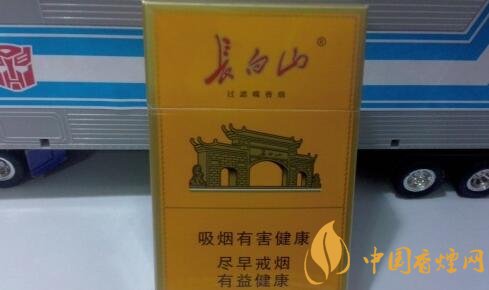 長白山®
过滤嘴香烟
吸烟有害健康
尽早戒烟
有益健康
中国香烟网